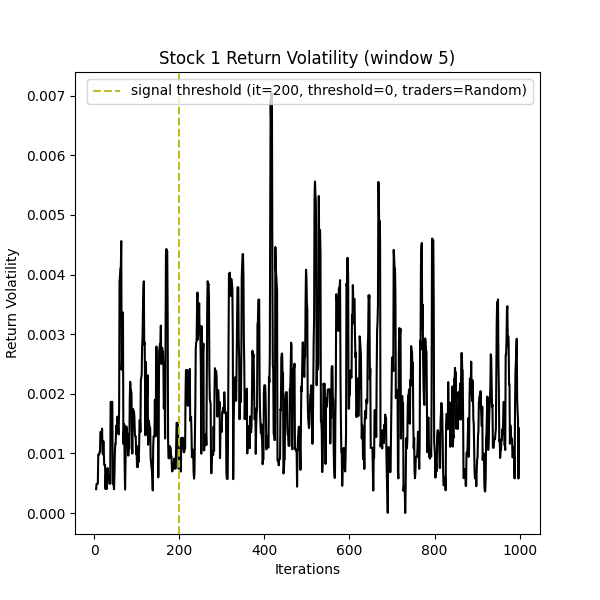 Stock 1 Return Volatility (window 5)
signal threshold (it=200, threshold=0, traders=Random)
0.007
0.006
0.005
0.004
0.003
0.002
0.001
0.000
Return Volatility
0 200 400 600 800 1000
Iterations